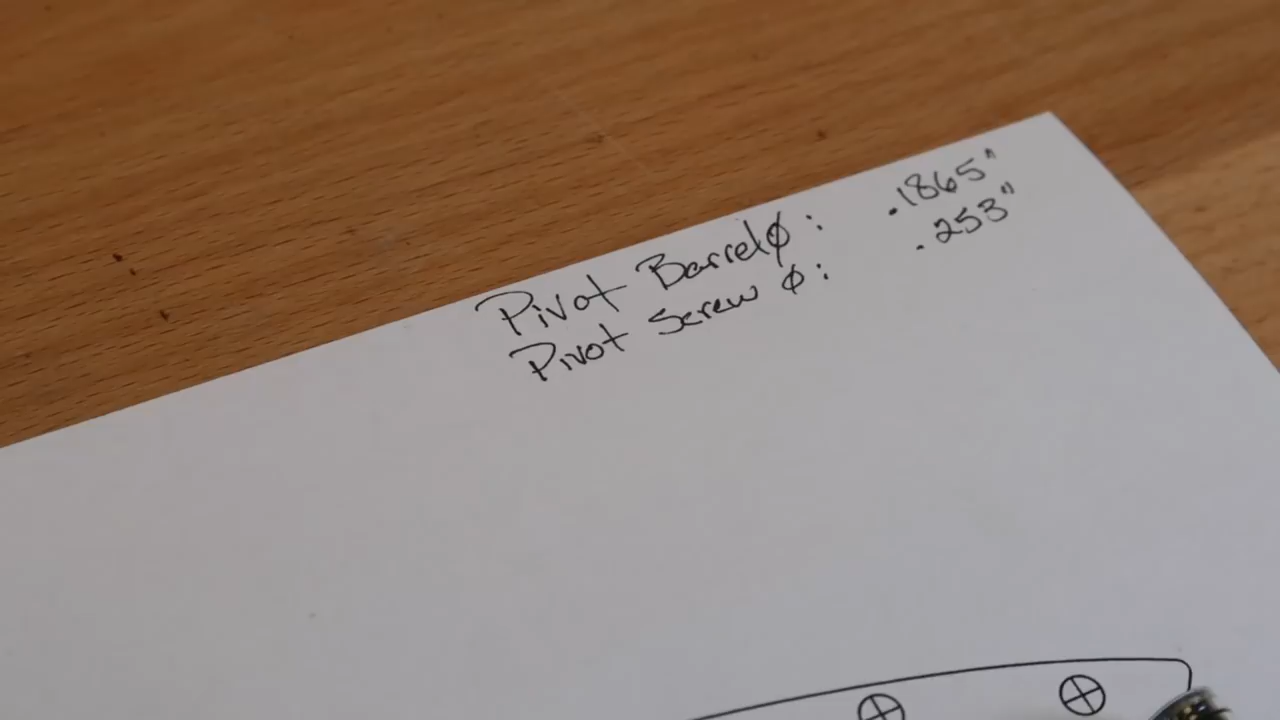 Pivot Barrel ϕ: .1865"
Pivot Screw ϕ: .253"